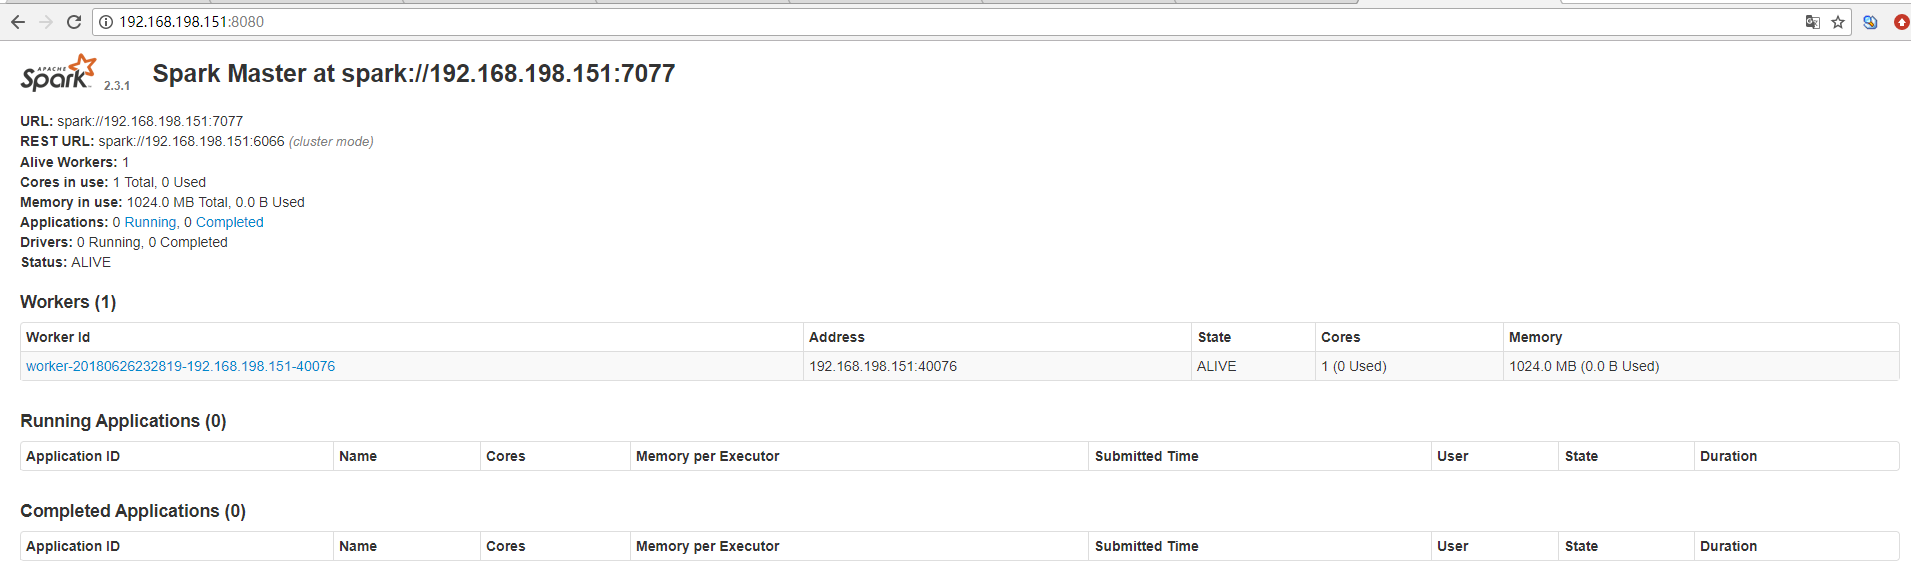 192.168.198.151:8080
APACHE
Spark 2.3.1 Spark Master at spark://192.168.198.151:7077
URL: spark://192.168.198.151:7077
REST URL: spark://192.168.198.151:6066 (cluster mode)
Alive Workers: 1
Cores in use: 1 Total, 0 Used
Memory in use: 1024.0 MB Total, 0.0 B Used
Applications: 0 Running, 0 Completed
Drivers: 0 Running, 0 Completed
Status: ALIVE
Workers (1)
Worker Id Address State Cores Memory
worker-20180626232819-192.168.198.151-40076 192.168.198.151:40076 ALIVE 1 (0 Used) 1024.0 MB (0.0 B Used)
Running Applications (0)
Application ID Name Cores Memory per Executor Submitted Time User State Duration
Completed Applications (0)
Application ID Name Cores Memory per Executor Submitted Time User State Duration